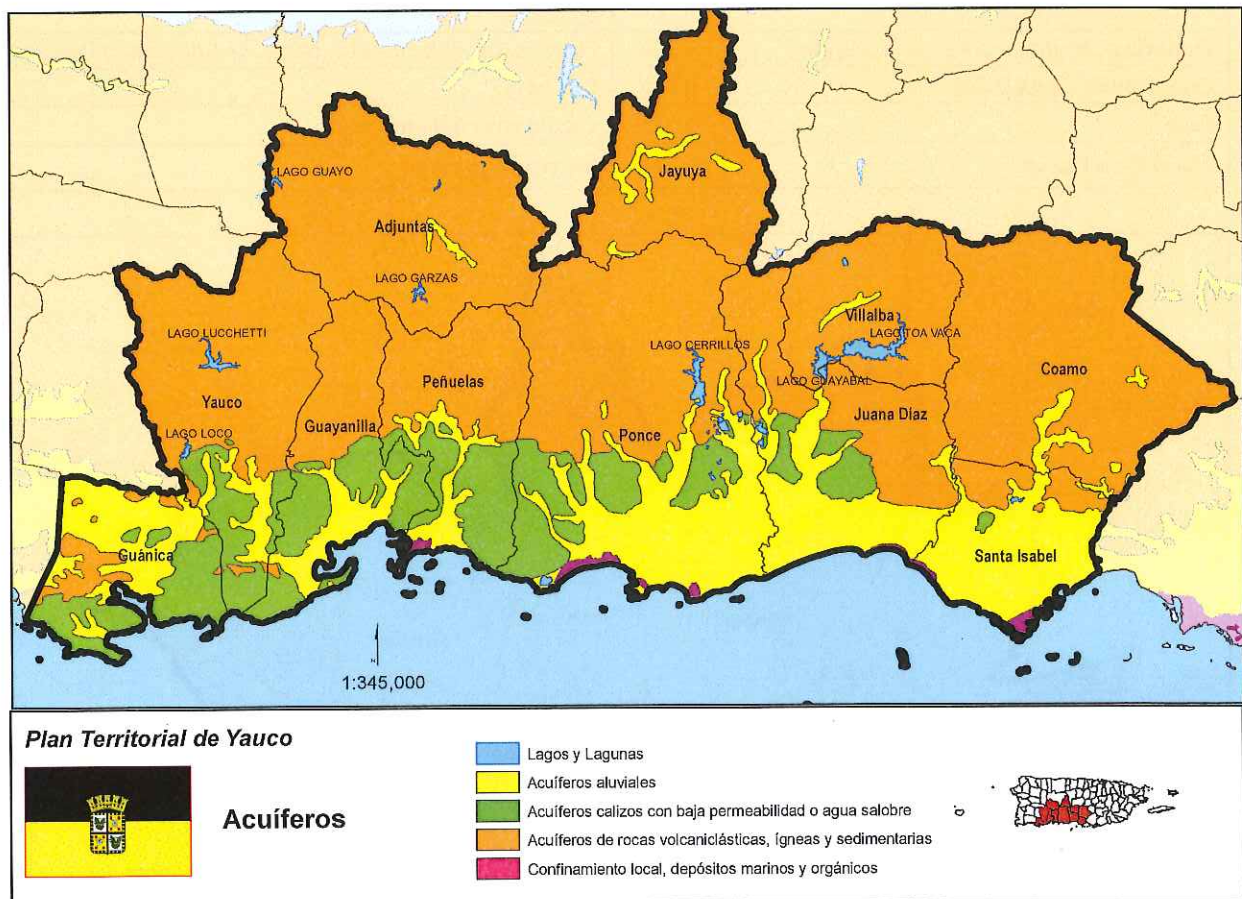 LAGO GUAYO
Jayuya
Adjuntas
LAGO GARZAS
LAGO LUCCHETTI
Villalba
LAGO TOA VACA
LAGO CERRILLOS
Coamo
Peñuelas
LAGO GUAYABAL
Yauco
Juana Díaz
Guayanilla
Ponce
LAGO LOCO
Guánica
Santa Isabel
1:345,000
Plan Territorial de Yauco
Acuíferos
Lagos y Lagunas
Acuíferos aluviales
Acuíferos calizos con baja permeabilidad o agua salobre
Acuíferos de rocas volcaniclásticas, ígneas y sedimentarias
Confinamiento local, depósitos marinos y orgánicos